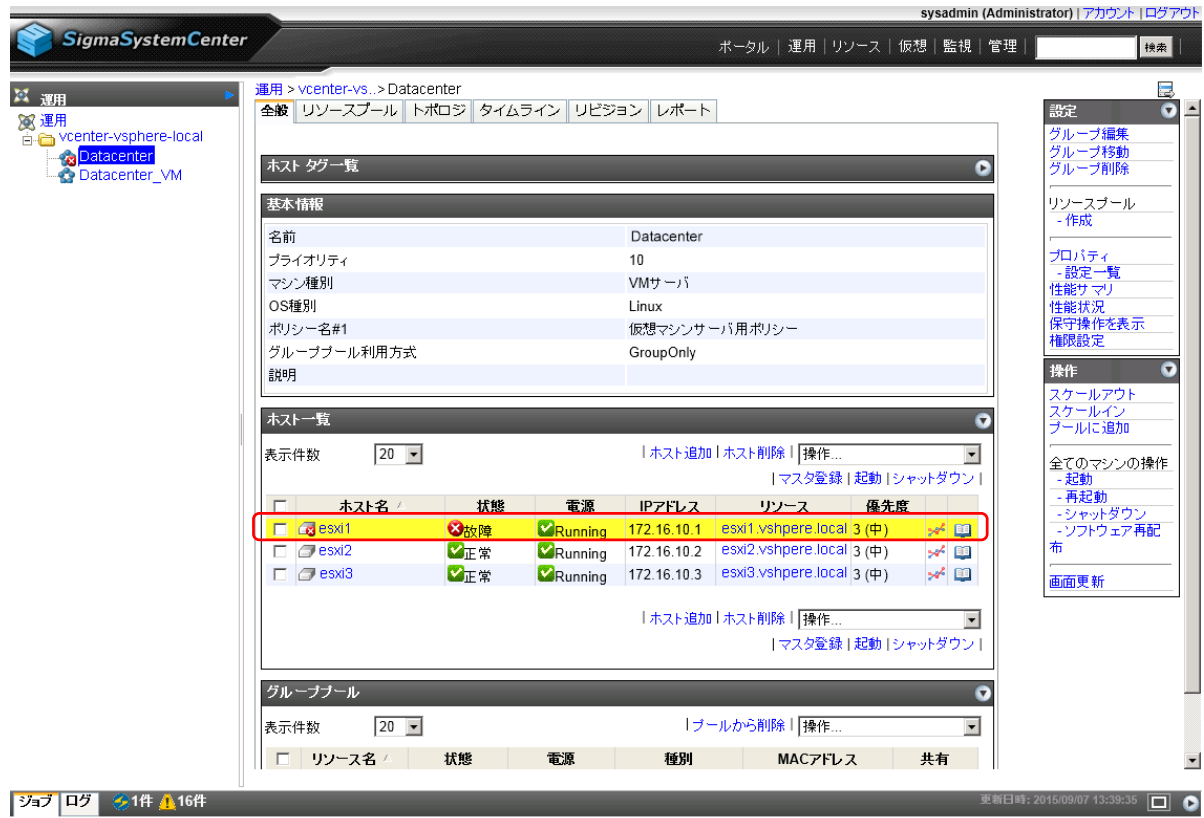 sysadmin (Administrator) | アカウント | ログアウト
SigmaSystemCenter
ポータル | 運用 | リソース | 仮想 | 監視 | 管理 | 検索 |
運用
運用
vcenter-vsphere-local
Datacenter
Datacenter_VM
運用 > vcenter-vs..> Datacenter
全般 リソースプール トポロジ タイムライン リビジョン レポート
ホスト タグ一覧
基本情報
名前 Datacenter
プライオリティ 10
マシン種別 VMサーバ
OS種別 Linux
ポリシー名#1 仮想マシンサーバ用ポリシー
グループプール利用方式 GroupOnly
説明
ホスト一覧
表示件数 20 | ホスト追加 | ホスト削除 | 操作...
| マスタ登録 | 起動 | シャットダウン |
ホスト名 状態 電源 IPアドレス リソース 優先度
esxi1 故障 Running 172.16.10.1 esxi1.vshpere.local 3 (中)
esxi2 正常 Running 172.16.10.2 esxi2.vshpere.local 3 (中)
esxi3 正常 Running 172.16.10.3 esxi3.vshpere.local 3 (中)
| ホスト追加 | ホスト削除 | 操作...
| マスタ登録 | 起動 | シャットダウン |
グループプール
表示件数 20 | プールから削除 | 操作...
リソース名 状態 電源 種別 MACアドレス 共有
設定
グループ編集
グループ移動
グループ削除
リソースプール
- 作成
プロパティ
- 設定一覧
性能サマリ
性能状況
保守操作を表示
権限設定
操作
スケールアウト
スケールイン
プールに追加
全てのマシンの操作
- 起動
- 再起動
- シャットダウン
- ソフトウェア再配
布
画面更新
ジョブ ログ 1件 16件
更新日時: 2015/09/07 13:39:35